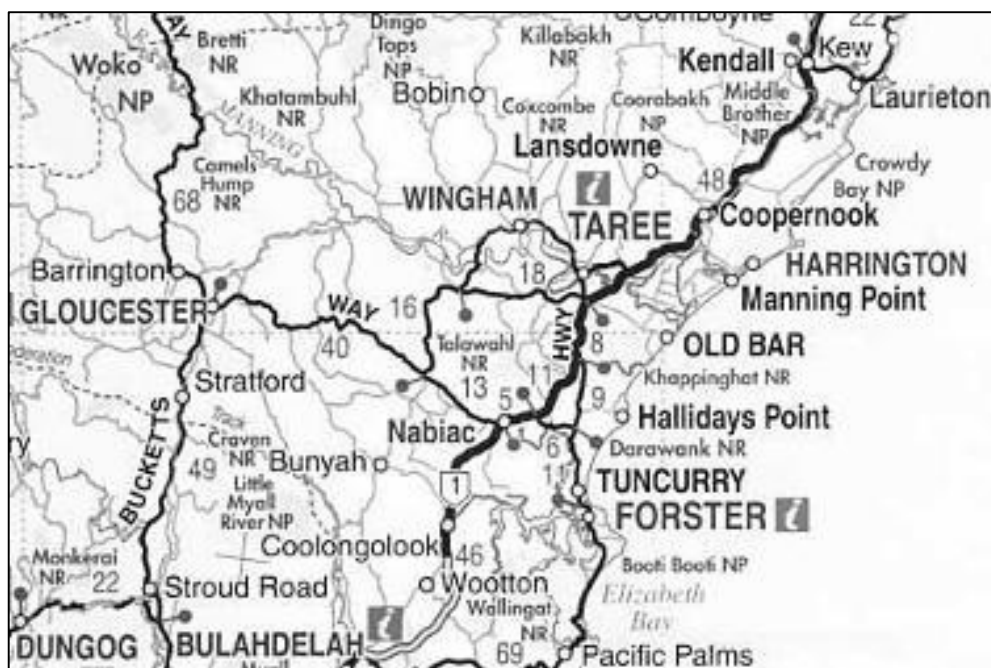 Bretti
NR
Dingo
Tops
NP
Killabakh
NR
Comboyne
22
Kew
Kendall
Woko
NP
Khatambuhl
NR
Bobin
Coxcombe
NR
Coorabakh
NP
Middle
Brother
NP
Laurieton
MANNING
Lansdowne
Crowdy
Bay NP
Camels
Hump
NR
68
WINGHAM
i
TAREE
48
Coopernook
Barrington
18
HARRINGTON
Manning Point
GLOUCESTER
WAY
16
HWY
8
OLD BAR
40
Talawahl
NR
Khappinghat NR
Stratford
13
11
5
9
Hallidays Point
Nabiac
Darawank NR
BUCKETTS
Track
Craven
NR
49
Bunyah
6
11
TUNCURRY
FORSTER i
Little
Myall
River NP
1
Coolongolook
46
Booti Booti NP
Monkerai
NR
22
Stroud Road
Wootton
Wallingat
NR
Elizabeth
Bay
DUNGOG
BULAHDELAH i
69
Pacific Palms